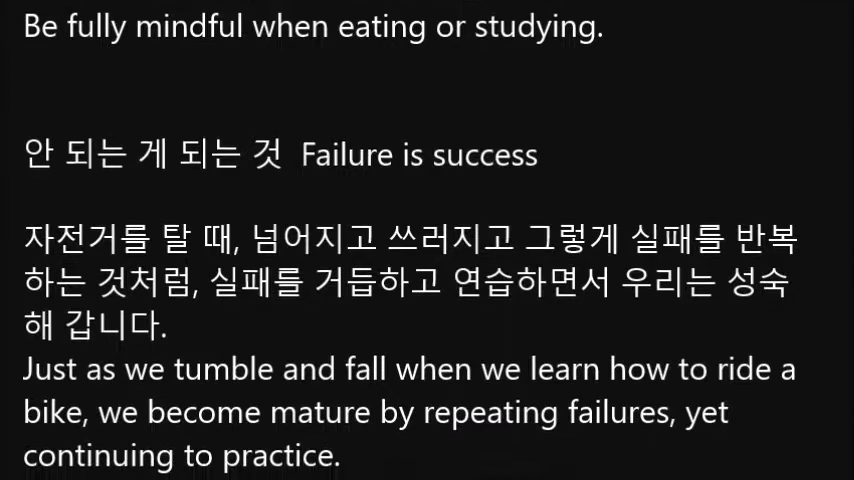 Be fully mindful when eating or studying.
안 되는 게 되는 것  Failure is success
자전거를 탈 때, 넘어지고 쓰러지고 그렇게 실패를 반복
하는 것처럼, 실패를 거듭하고 연습하면서 우리는 성숙
해 갑니다.
Just as we tumble and fall when we learn how to ride a
bike, we become mature by repeating failures, yet
continuing to practice.